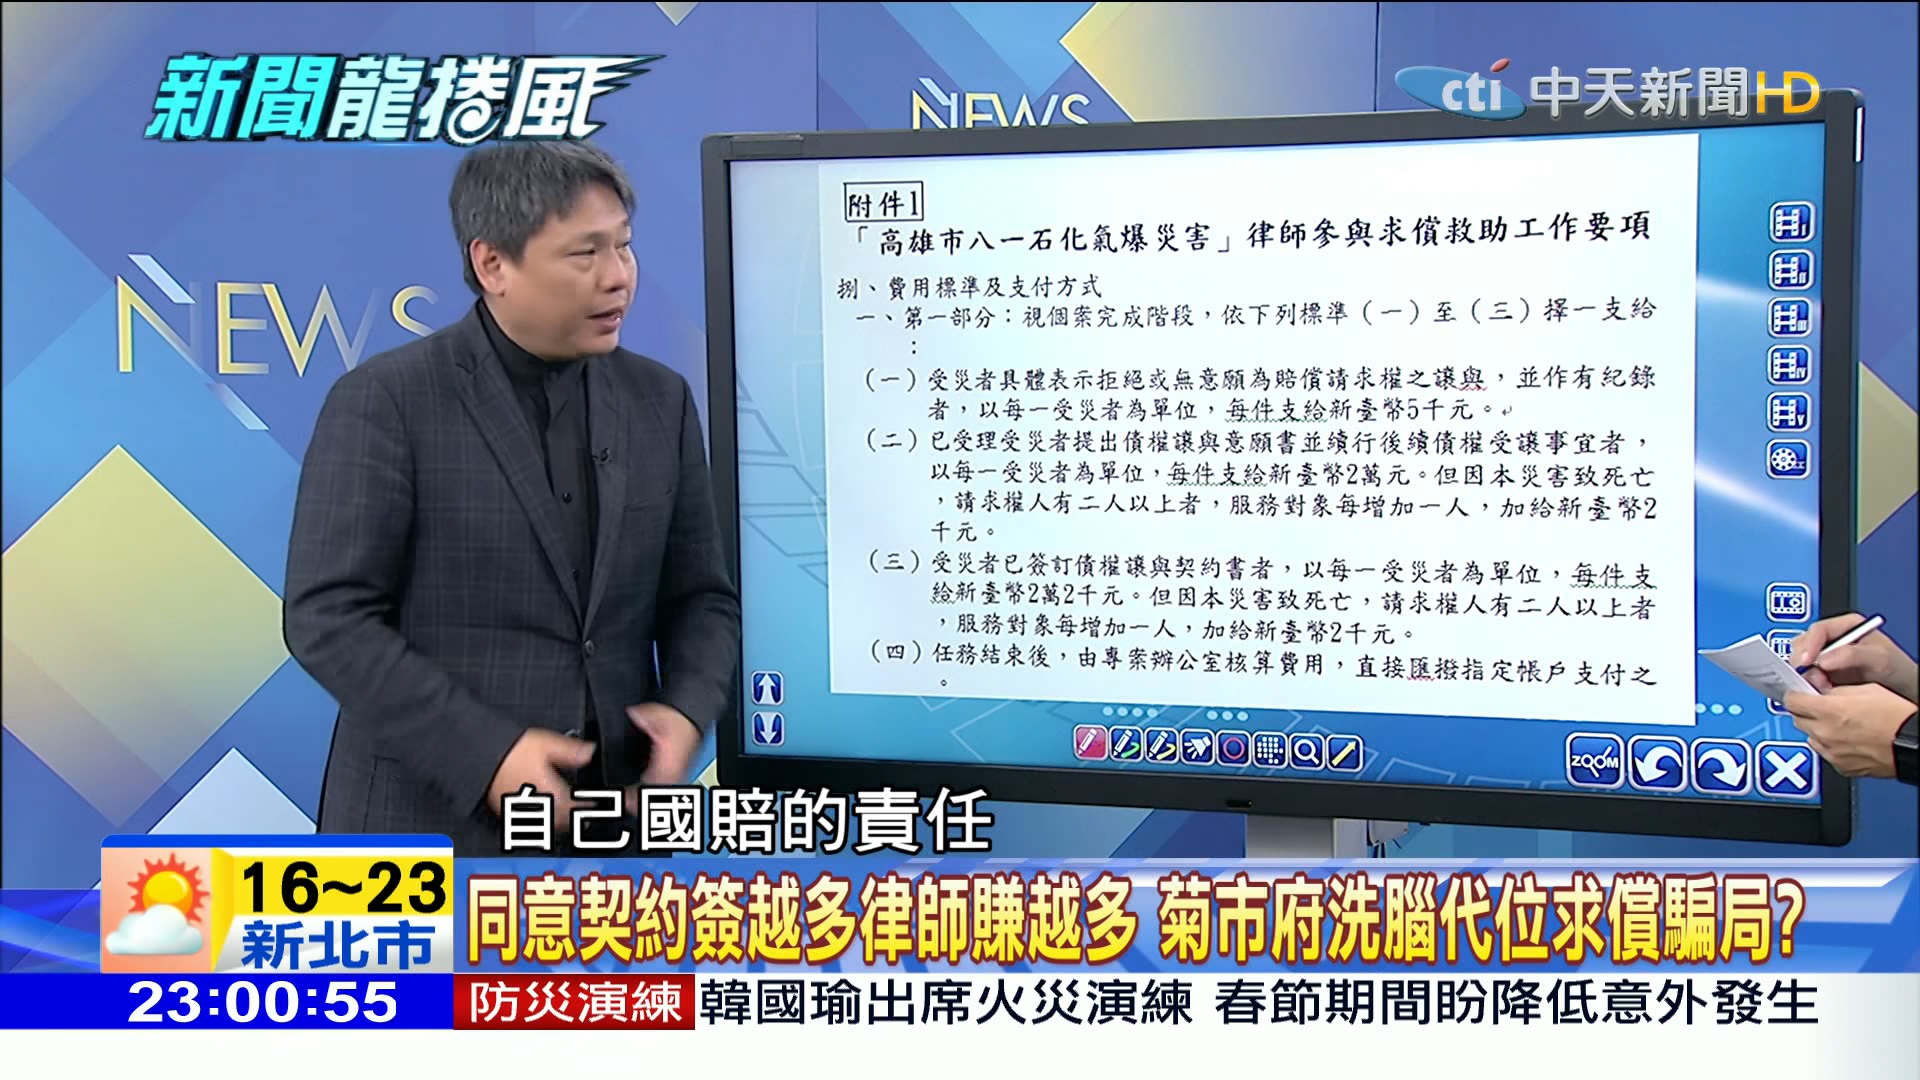 新聞龍捲風
cti 中天新聞HD
NEWS
NEWS
附件1
「高雄市八一石化氣爆災害」律師參與求償救助工作要項
捌、費用標準及支付方式
一、第一部分：視個案完成階段，依下列標準（一）至（三）擇一支給
：
（一）受災者具體表示拒絕或無意願為賠償請求權之讓與，並作有紀錄
者，以每一受災者為單位，每件支給新臺幣5千元。
（二）已受理受災者提出債權讓與意願書並續行後續債權受讓事宜者，
以每一受災者為單位，每件支給新臺幣2萬元。但因本災害致死亡
，請求權人有二人以上者，服務對象每增加一人，加給新臺幣2
千元。
（三）受災者已簽訂債權讓與契約書者，以每一受災者為單位，每件支
給新臺幣2萬2千元。但因本災害致死亡，請求權人有二人以上者
，服務對象每增加一人，加給新臺幣2千元。
（四）任務結束後，由專案辦公室核算費用，直接匯撥指定帳戶支付之
。
ZOOM
自己國賠的責任
16~23
新北市
同意契約簽越多律師賺越多 菊市府洗腦代位求償騙局?
23:00:55
防災演練 韓國瑜出席火災演練 春節期間盼降低意外發生